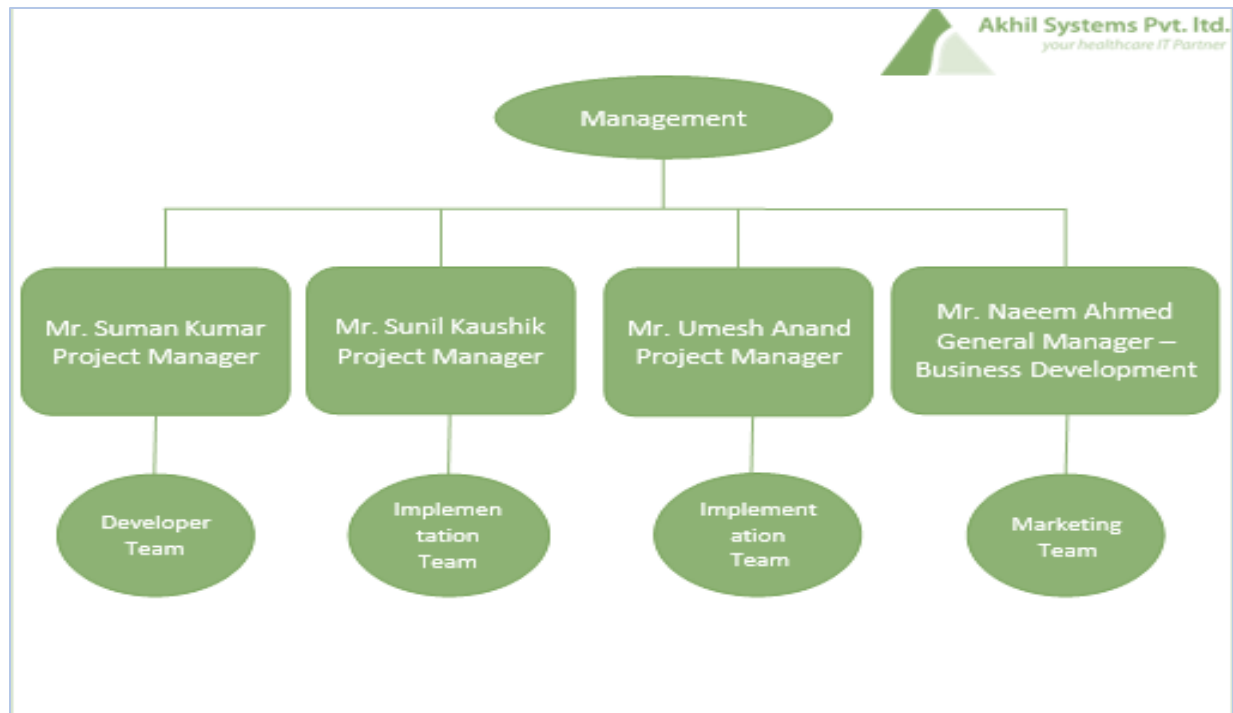 Akhil Systems Pvt. ltd.
your healthcare IT Partner
Management
Mr. Suman Kumar
Project Manager
Mr. Sunil Kaushik
Project Manager
Mr. Umesh Anand
Project Manager
Mr. Naeem Ahmed
General Manager –
Business Development
Developer
Team
Implemen
tation
Team
Implement
ation
Team
Marketing
Team